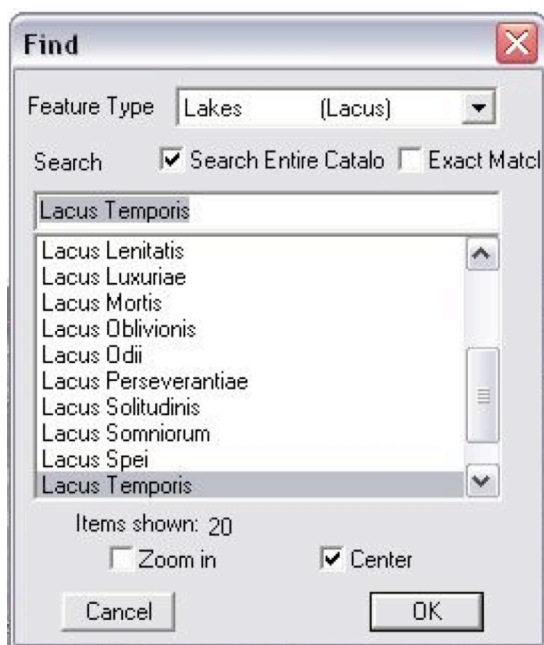 Find
Feature Type Lakes (Lacus)
Search Search Entire Catalo Exact Matcl
Lacus Temporis
Lacus Lenitatis
Lacus Luxuriae
Lacus Mortis
Lacus Oblivionis
Lacus Odii
Lacus Perseverantiae
Lacus Solitudinis
Lacus Somniorum
Lacus Spei
Lacus Temporis
Items shown: 20
Zoom in Center
Cancel OK